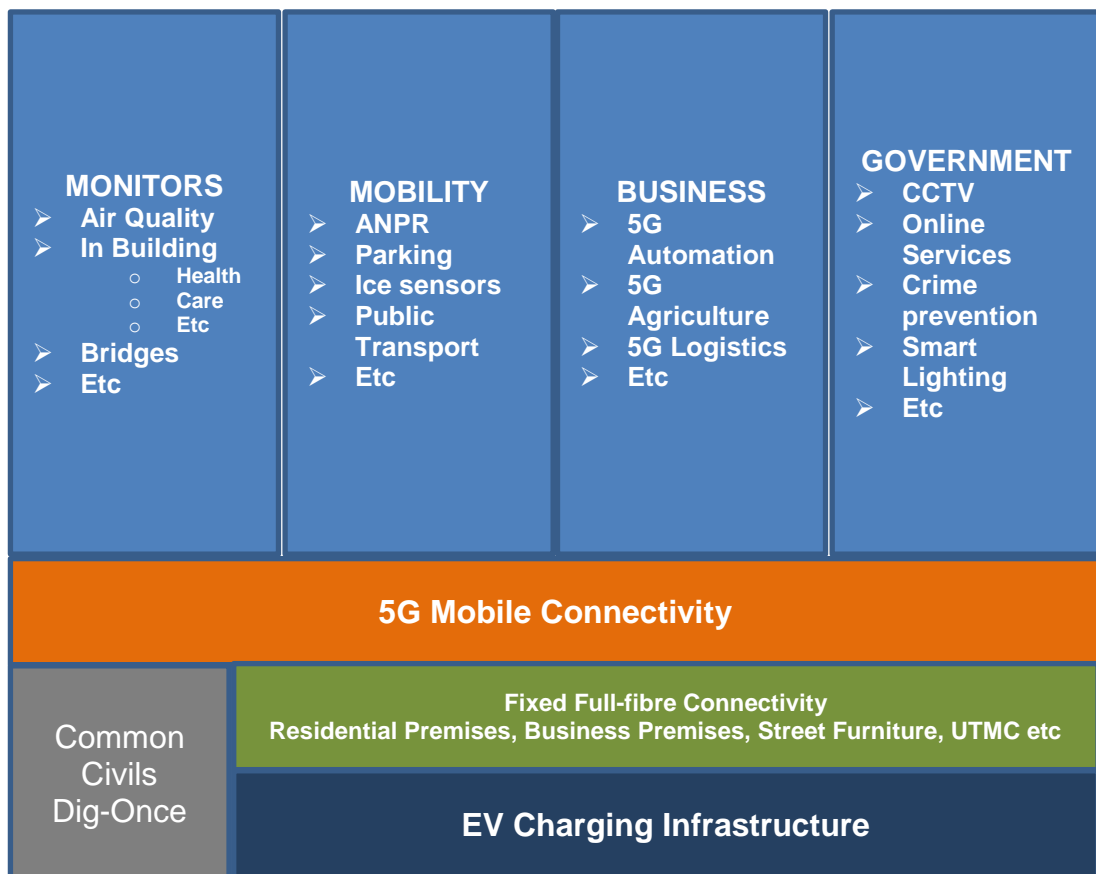 MONITORS
➢ Air Quality
➢ In Building
o Health
o Care
o Etc
➢ Bridges
➢ Etc
MOBILITY
➢ ANPR
➢ Parking
➢ Ice sensors
➢ Public
Transport
➢ Etc
BUSINESS
➢ 5G
Automation
➢ 5G
Agriculture
➢ 5G Logistics
➢ Etc
GOVERNMENT
➢ CCTV
➢ Online
Services
➢ Crime
prevention
➢ Smart
Lighting
➢ Etc
5G Mobile Connectivity
Common
Civils
Dig-Once
Fixed Full-fibre Connectivity
Residential Premises, Business Premises, Street Furniture, UTMC etc
EV Charging Infrastructure